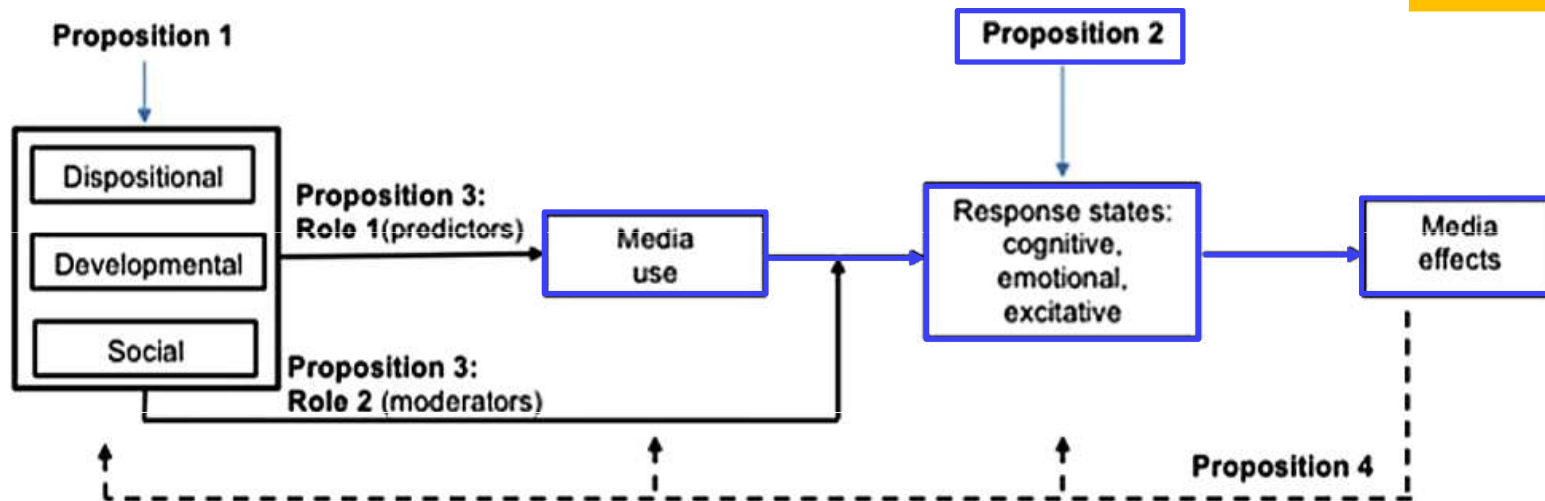 Proposition 1
Proposition 2
Dispositional
Developmental
Social
Proposition 3:
Role 1(predictors)
Media
use
Response states:
cognitive,
emotional,
excitative
Media
effects
Proposition 3:
Role 2 (moderators)
Proposition 4